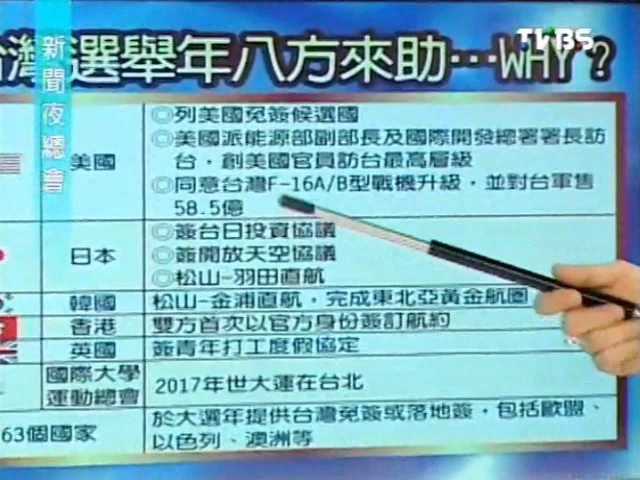 TVBS
台灣選舉年八方來助…WHY？
新聞夜總會
美國
◎列美國免簽候選國
◎美國派能源部副部長及國際開發總署署長訪
台，創美國官員訪台最高層級
◎同意台灣F-16A/B型戰機升級，並對台軍售
58.5億
日本
◎簽台日投資協議
◎簽開放天空協議
◎松山-羽田直航
韓國
松山-金浦直航，完成東北亞黃金航圈
香港
雙方首次以官方身份簽訂航約
英國
簽青年打工度假協定
國際大學
運動總會
2017年世大運在台北
63個國家
於大選年提供台灣免簽或落地簽，包括歐盟、
以色列、澳洲等